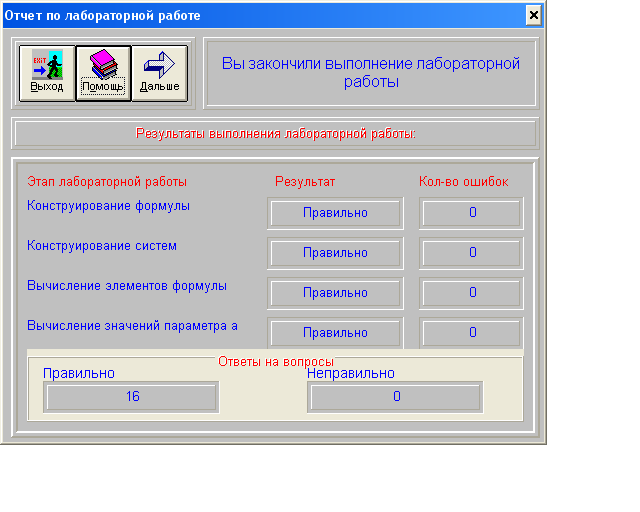 Отчет по лабораторной работе
EXIT
Выход Помощь Дальше
Вы закончили выполнение лабораторной
работы
Результаты выполнения лабораторной работы:
Этап лабораторной работы Результат Кол-во ошибок
Конструирование формулы Правильно 0
Конструирование систем Правильно 0
Вычисление элементов формулы Правильно 0
Вычисление значений параметра а Правильно 0
Ответы на вопросы
Правильно Неправильно
16 0